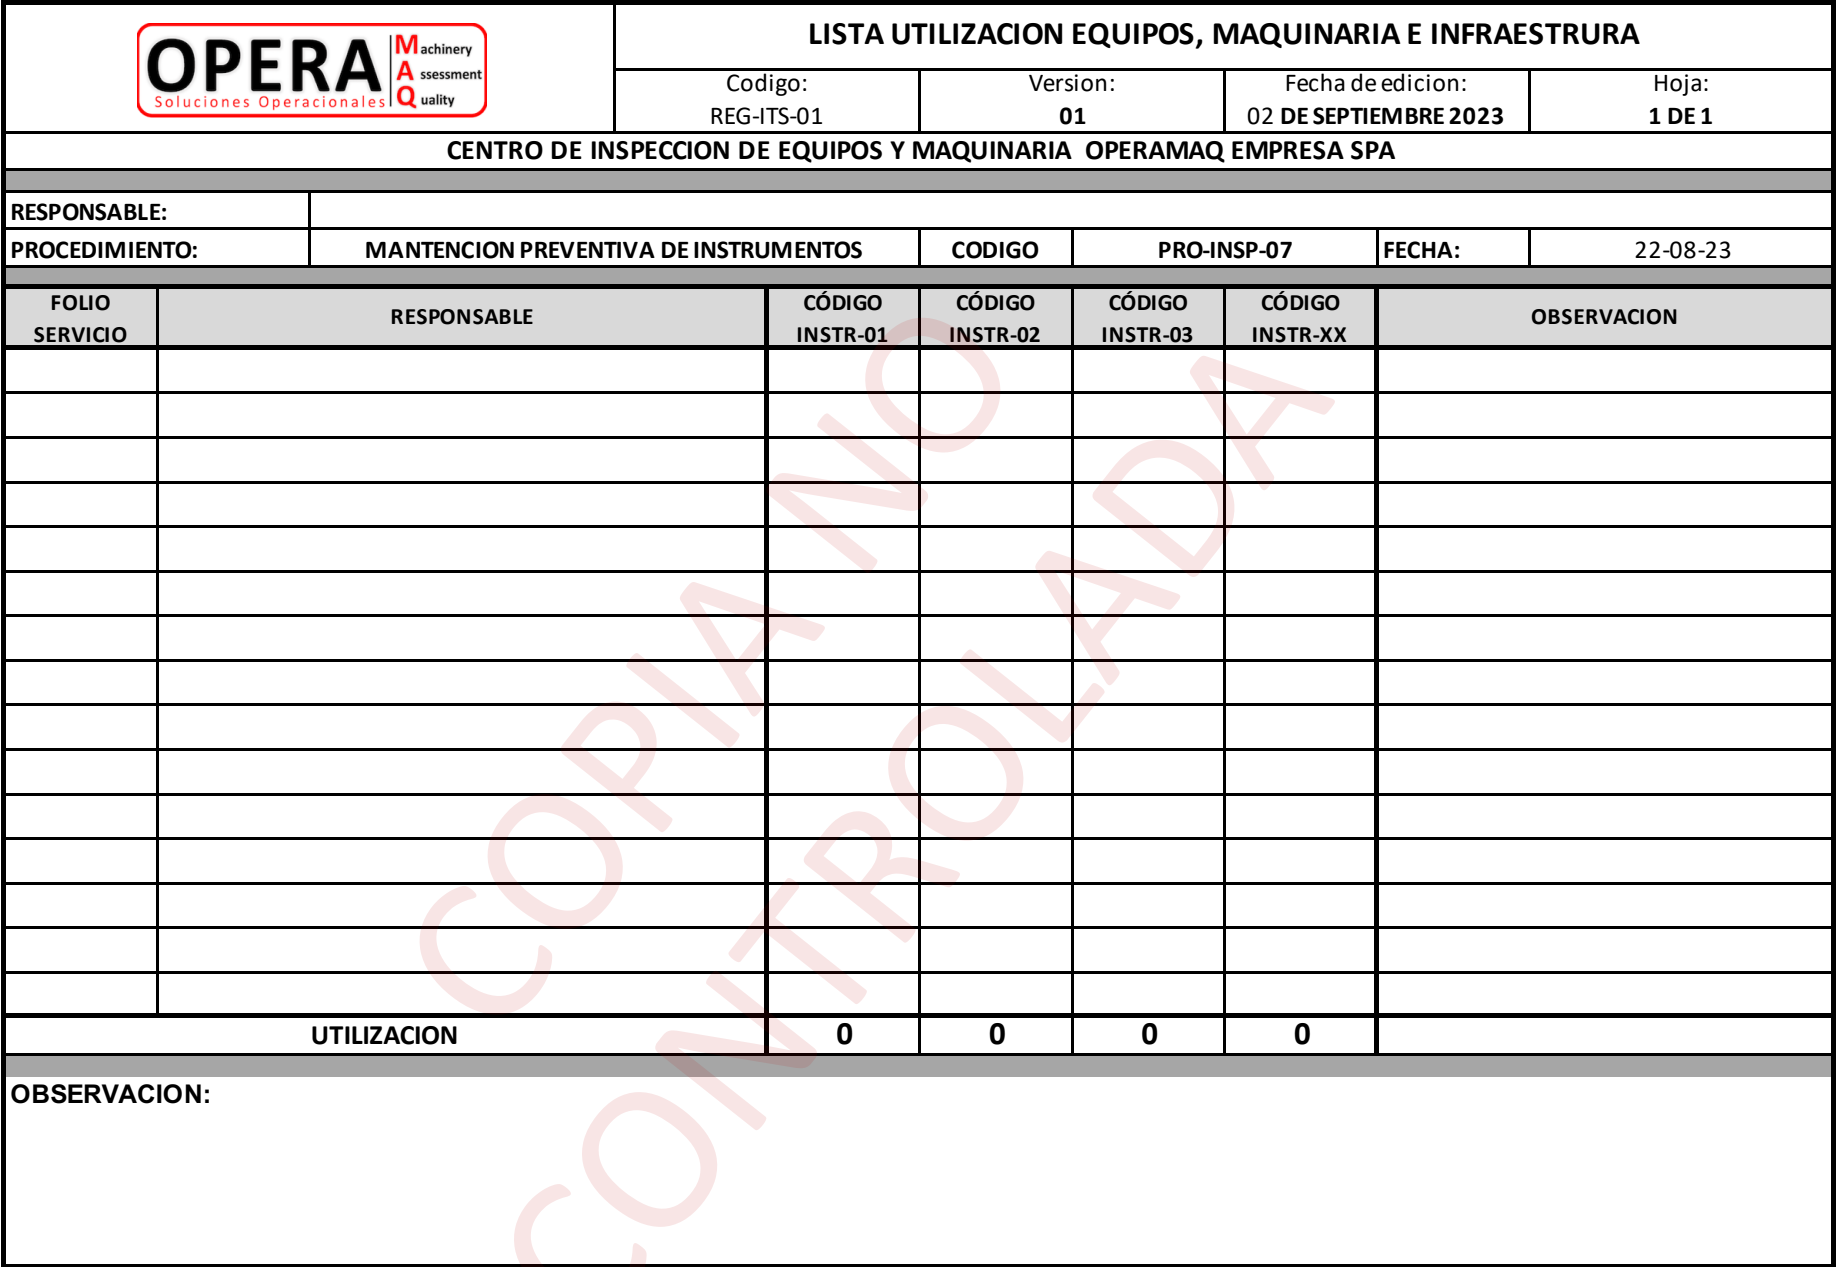 OPERA Machinery Assessment Quality
Soluciones Operacionales
LISTA UTILIZACION EQUIPOS, MAQUINARIA E INFRAESTRURA
Codigo: Version: Fecha de edicion: Hoja:
REG-ITS-01 01 02 DE SEPTIEMBRE 2023 1 DE 1
CENTRO DE INSPECCION DE EQUIPOS Y MAQUINARIA OPERAMAQ EMPRESA SPA
RESPONSABLE:
PROCEDIMIENTO: MANTENCION PREVENTIVA DE INSTRUMENTOS CODIGO PRO-INSP-07 FECHA: 22-08-23
FOLIO SERVICIO RESPONSABLE CÓDIGO INSTR-01 CÓDIGO INSTR-02 CÓDIGO INSTR-03 CÓDIGO INSTR-XX OBSERVACION
UTILIZACION 0 0 0 0
OBSERVACION:
COPIA NO
CONTROLADA